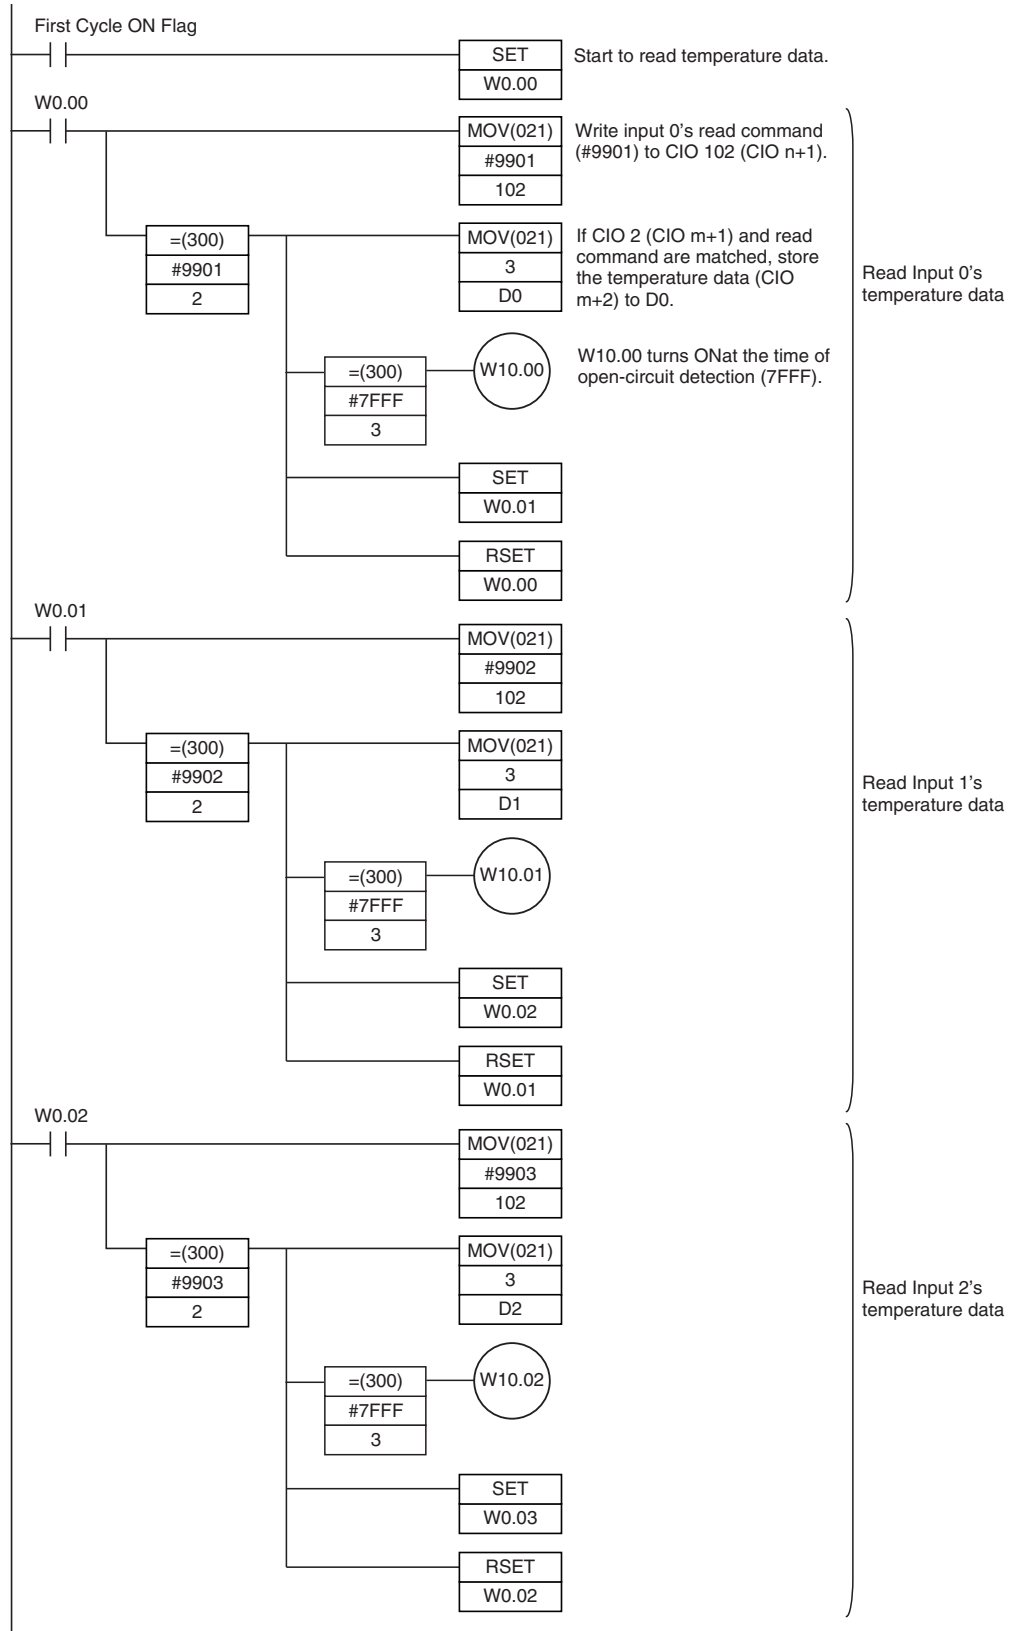 First Cycle ON Flag
SET
W0.00
Start to read temperature data.
W0.00
MOV(021)
#9901
102
Write input 0's read command
(#9901) to CIO 102 (CIO n+1).
=(300)
#9901
2
MOV(021)
3
D0
If CIO 2 (CIO m+1) and read
command are matched, store
the temperature data (CIO
m+2) to D0.
Read Input 0's
temperature data
=(300)
#7FFF
3
W10.00
W10.00 turns ONat the time of
open-circuit detection (7FFF).
SET
W0.01
RSET
W0.00
W0.01
MOV(021)
#9902
102
=(300)
#9902
2
MOV(021)
3
D1
Read Input 1's
temperature data
=(300)
#7FFF
3
W10.01
SET
W0.02
RSET
W0.01
W0.02
MOV(021)
#9903
102
=(300)
#9903
2
MOV(021)
3
D2
Read Input 2's
temperature data
=(300)
#7FFF
3
W10.02
SET
W0.03
RSET
W0.02